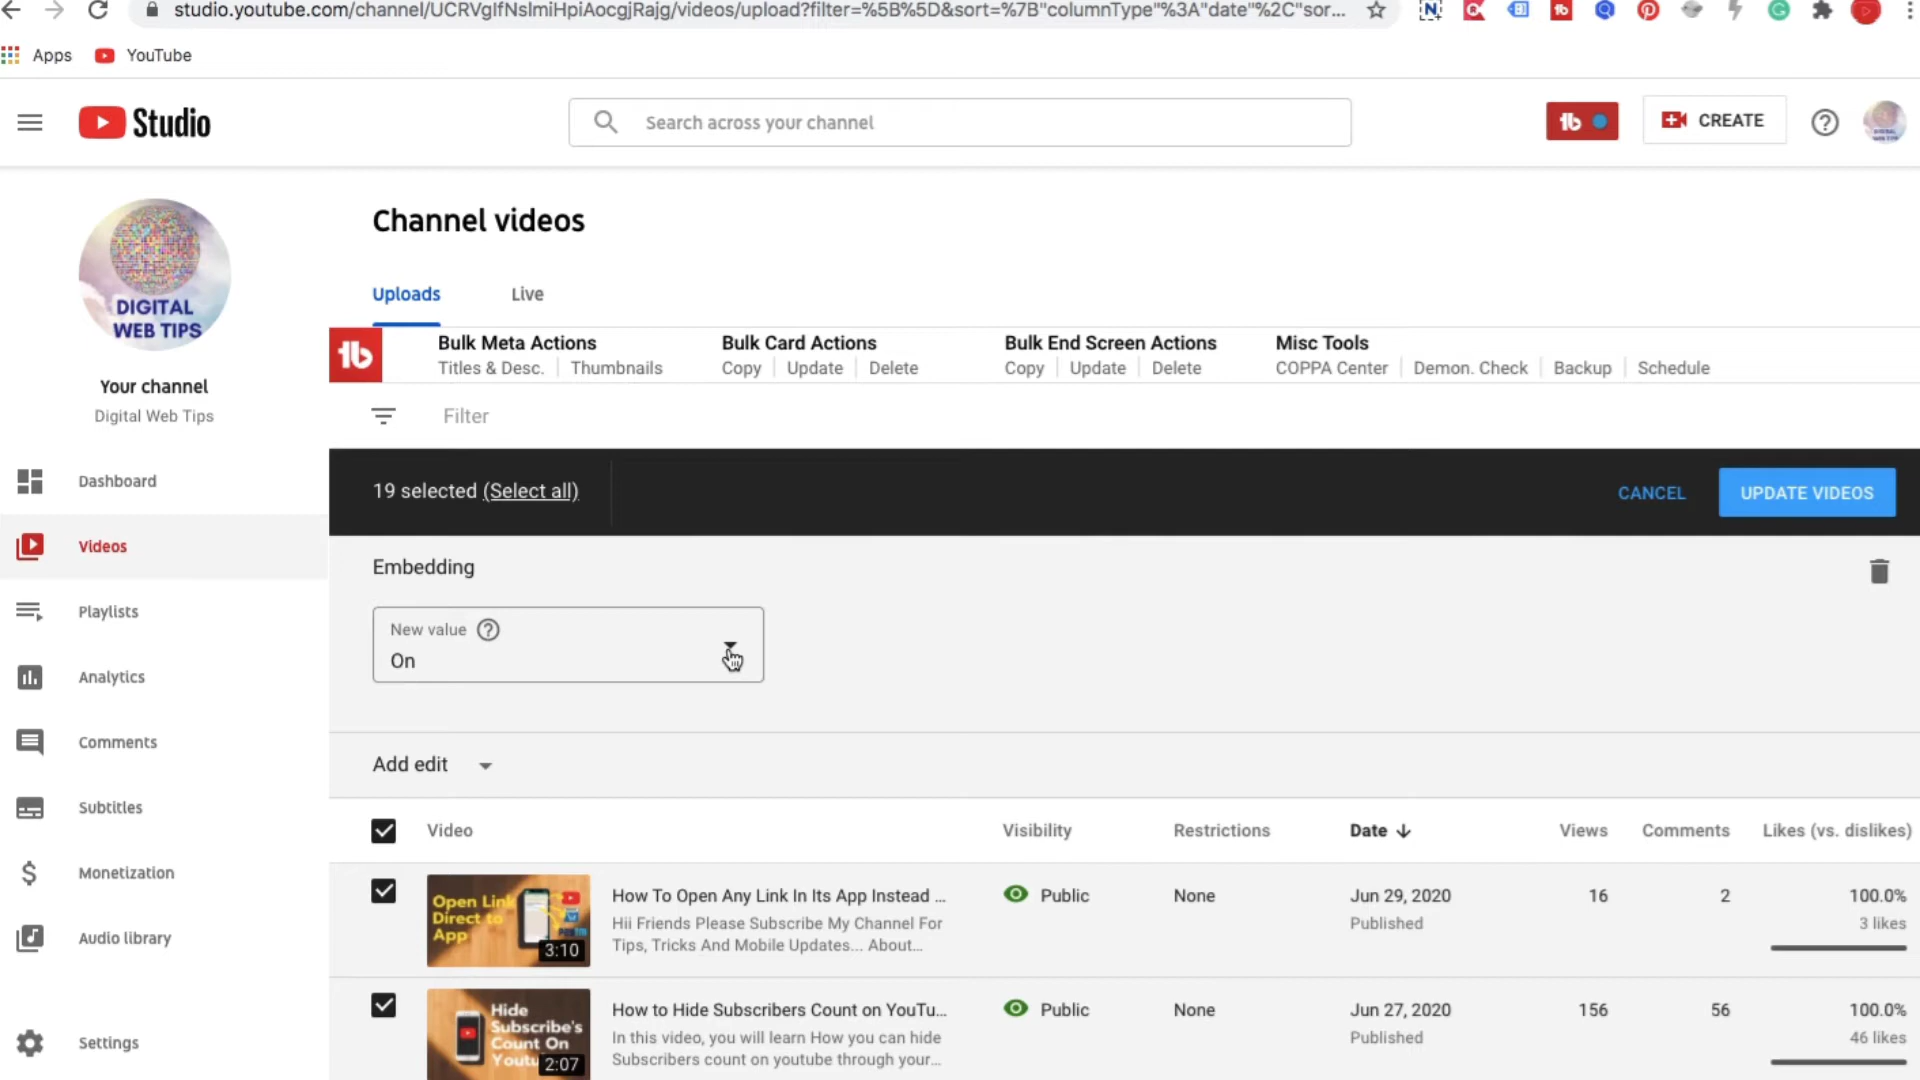 studio.youtube.com/channel/UCRVglfNslmiHpiAocgjRajg/videos/upload?filter=%5B%5D&sort=%7B"columnType"%3A"date"%2C"sor...
Apps YouTube
Studio
Search across your channel
CREATE
Channel videos
Uploads Live
DIGITAL
WEB TIPS
Your channel
Digital Web Tips
Dashboard
Videos
Playlists
Analytics
Comments
Subtitles
Monetization
Audio library
Settings
Bulk Meta Actions
Titles & Desc. Thumbnails
Bulk Card Actions
Copy Update Delete
Bulk End Screen Actions
Copy Update Delete
Misc Tools
COPPA Center Demon. Check Backup Schedule
Filter
19 selected (Select all)
CANCEL UPDATE VIDEOS
Embedding
New value
On
Add edit
Video Visibility Restrictions Date Views Comments Likes (vs. dislikes)
Open Link
Direct to
App
3:10
How To Open Any Link In Its App Instead ...
Hii Friends Please Subscribe My Channel For
Tips, Tricks And Mobile Updates... About...
Public None Jun 29, 2020 16 2 100.0%
Published 3 likes
Hide
Subscribe's
Count On
Youtu
2:07
How to Hide Subscribers Count on YouTu...
In this video, you will learn How you can hide
Subscribers count on youtube through your...
Public None Jun 27, 2020 156 56 100.0%
Published 46 likes